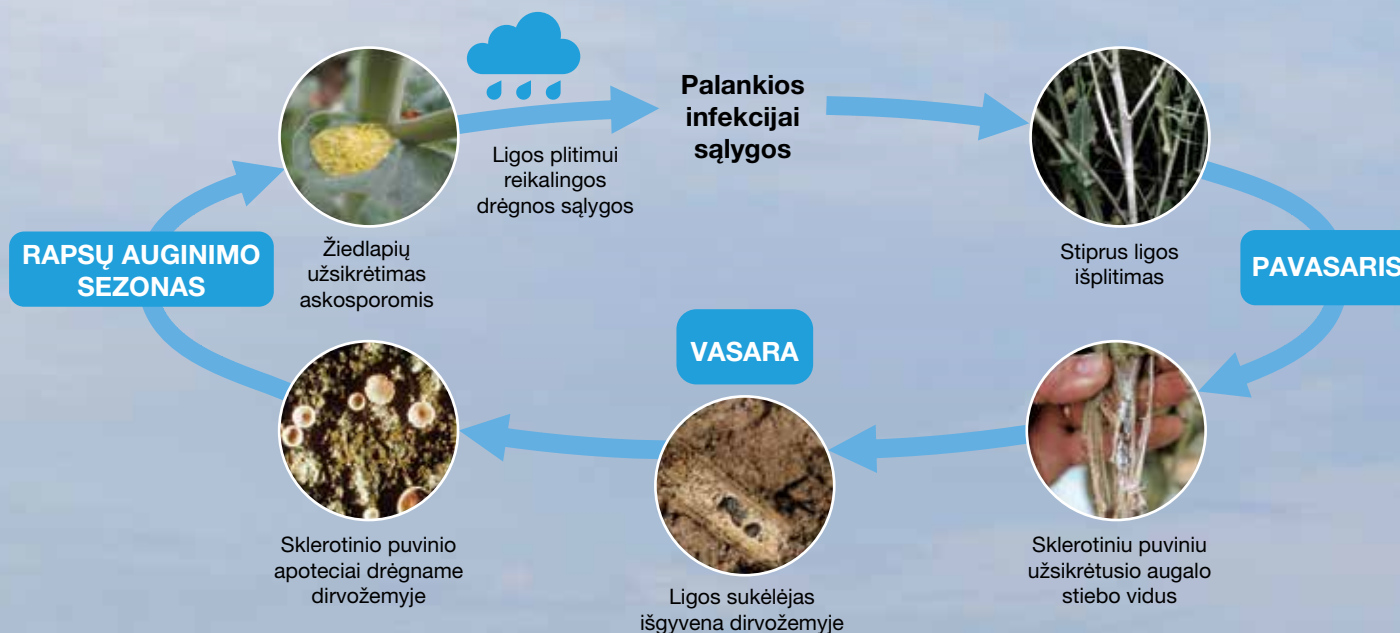 Palankios
infekcijai
sąlygos
Ligos plitimui
reikalingos
drėgnos sąlygos
RAPSŲ AUGINIMO
SEZONAS
Žiedlapių
užsikrėtimas
askosporomis
Stiprus ligos
išplitimas
PAVASARIS
VASARA
Sklerotinio puvinio
apoteciai drėgname
dirvožemyje
Ligos sukėlėjas
išgyvena dirvožemyje
Sklerotiniu puviniu
užsikrėtusio augalo
stiebo vidus